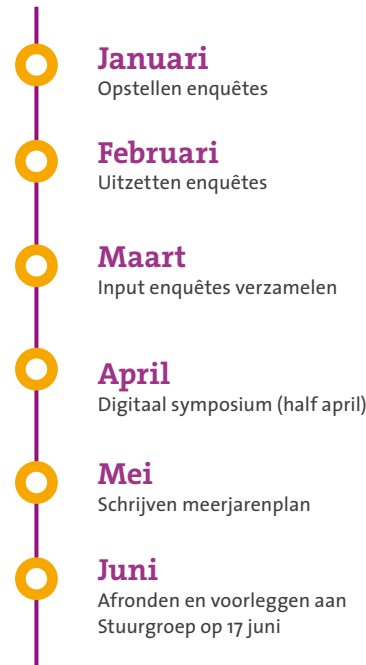 Januari
Opstellen enquêtes
Februari
Uitzetten enquêtes
Maart
Input enquêtes verzamelen
April
Digitaal symposium (half april)
Mei
Schrijven meerjarenplan
Juni
Afronden en voorleggen aan
Stuurgroep op 17 juni